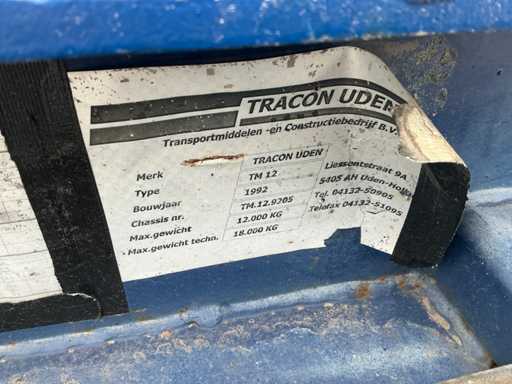 TRACON UDEN
Transportmiddelen -en Constructiebedrijf B.V.
Merk TRACON UDEN
Type TM 12
Bouwjaar 1992
Chassis nr. TM.12.9205
Max.gewicht 12.000 KG
Max.gewicht techn. 18.000 KG
Liessentstraat 9A
5405 AH Uden-Holland
Tel. 04132-50905
Telefax 04132-51095